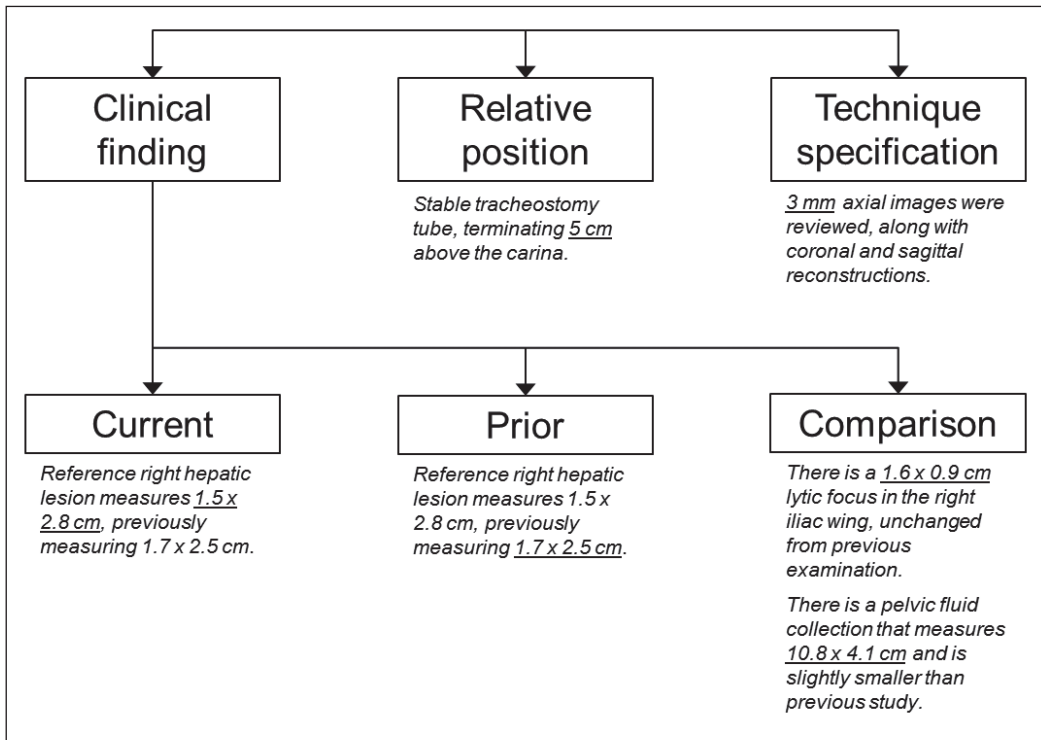 Clinical
finding
Relative
position
Technique
specification
Stable tracheostomy
tube, terminating 5 cm
above the carina.
3 mm axial images were
reviewed, along with
coronal and sagittal
reconstructions.
Current
Prior
Comparison
Reference right hepatic
lesion measures 1.5 x
2.8 cm, previously
measuring 1.7 x 2.5 cm.
Reference right hepatic
lesion measures 1.5 x
2.8 cm, previously
measuring 1.7 x 2.5 cm.
There is a 1.6 x 0.9 cm
lytic focus in the right
iliac wing, unchanged
from previous
examination.
There is a pelvic fluid
collection that measures
10.8 x 4.1 cm and is
slightly smaller than
previous study.